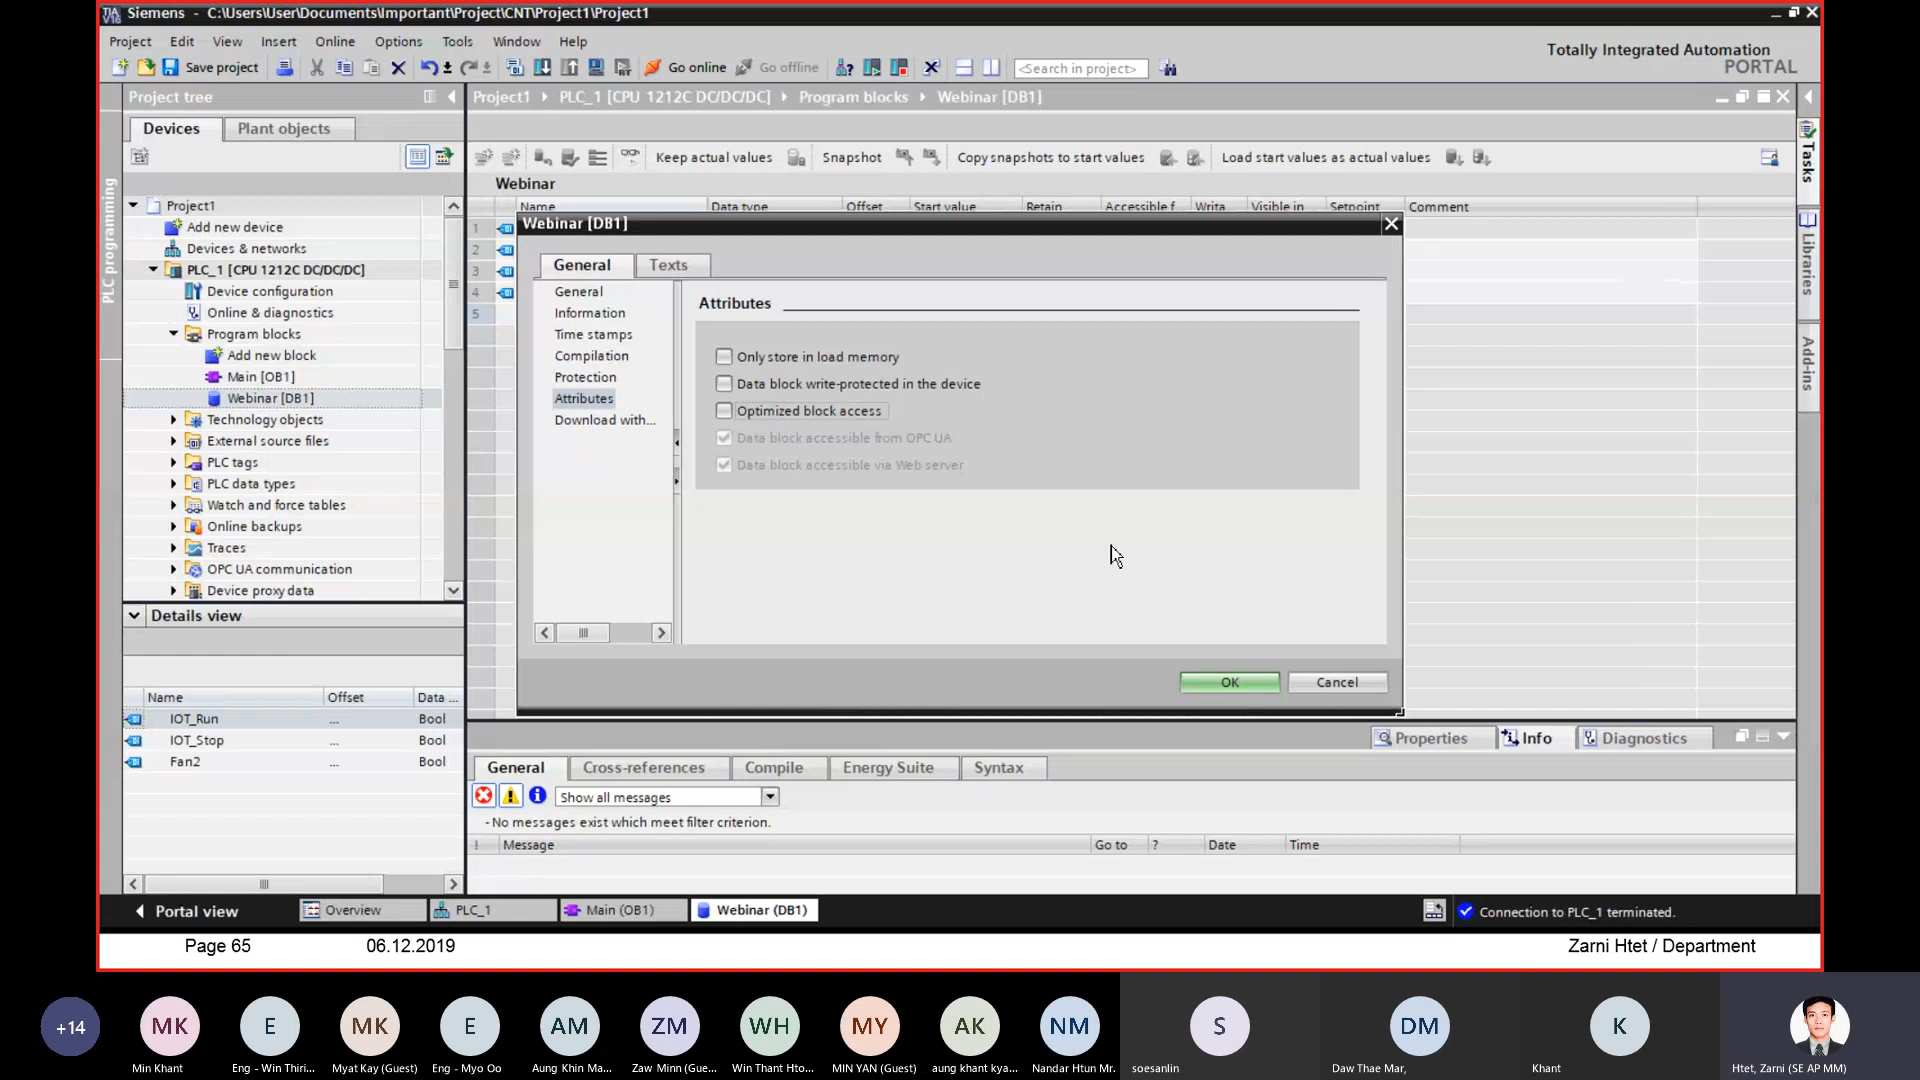 Siemens - C:\Users\User\Documents\Important\Project\CNT\Project1\Project1
Project Edit View Insert Online Options Tools Window Help
Totally Integrated Automation
PORTAL
Save project
Go online
Go offline
<Search in project>
Project tree
Project1 PLC_1 [CPU 1212C DC/DC/DC] Program blocks Webinar [DB1]
Devices
Plant objects
PLC programming
Keep actual values
Snapshot
Copy snapshots to start values
Load start values as actual values
Webinar
Name Data type Offset Start value Retain Accessible f... Writa... Visible in ... Setpoint Comment
1
2
3
4
5
Project1
Add new device
Devices & networks
PLC_1 [CPU 1212C DC/DC/DC]
Device configuration
Online & diagnostics
Program blocks
Add new block
Main [OB1]
Webinar [DB1]
Technology objects
External source files
PLC tags
PLC data types
Watch and force tables
Online backups
Traces
OPC UA communication
Device proxy data
Webinar [DB1]
General
Texts
General
Information
Time stamps
Compilation
Protection
Attributes
Download with...
Attributes
Only store in load memory
Data block write-protected in the device
Optimized block access
Data block accessible from OPC UA
Data block accessible via Web server
OK
Cancel
Tasks
Libraries
Add-ins
Details view
Name Offset Data ...
IOT_Run ... Bool
IOT_Stop ... Bool
Fan2 ... Bool
Properties
Info
Diagnostics
General
Cross-references
Compile
Energy Suite
Syntax
Show all messages
- No messages exist which meet filter criterion.
! Message Go to ? Date Time
Portal view
Overview
PLC_1
Main (OB1)
Webinar (DB1)
Connection to PLC_1 terminated.
Page 65
06.12.2019
Zarni Htet / Department
+14
MK
E
MK
E
AM
ZM
WH
MY
AK
NM
S
DM
K
Min Khant
Eng - Win Thiri...
Myat Kay (Guest)
Eng - Myo Oo
Aung Khin Ma...
Zaw Minn (Gue...
Win Thant Hto...
MIN YAN (Guest)
aung khant kya...
Nandar Htun Mr.
soesanlin
Daw Thae Mar,
Khant
Htet, Zarni (SE AP MM)